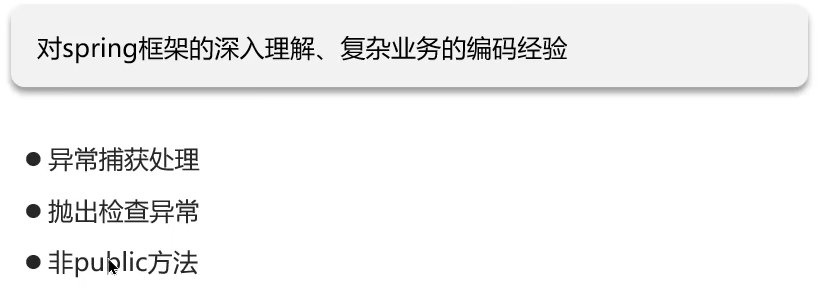 对spring框架的深入理解、复杂业务的编码经验
● 异常捕获处理
● 抛出检查异常
● 非public方法